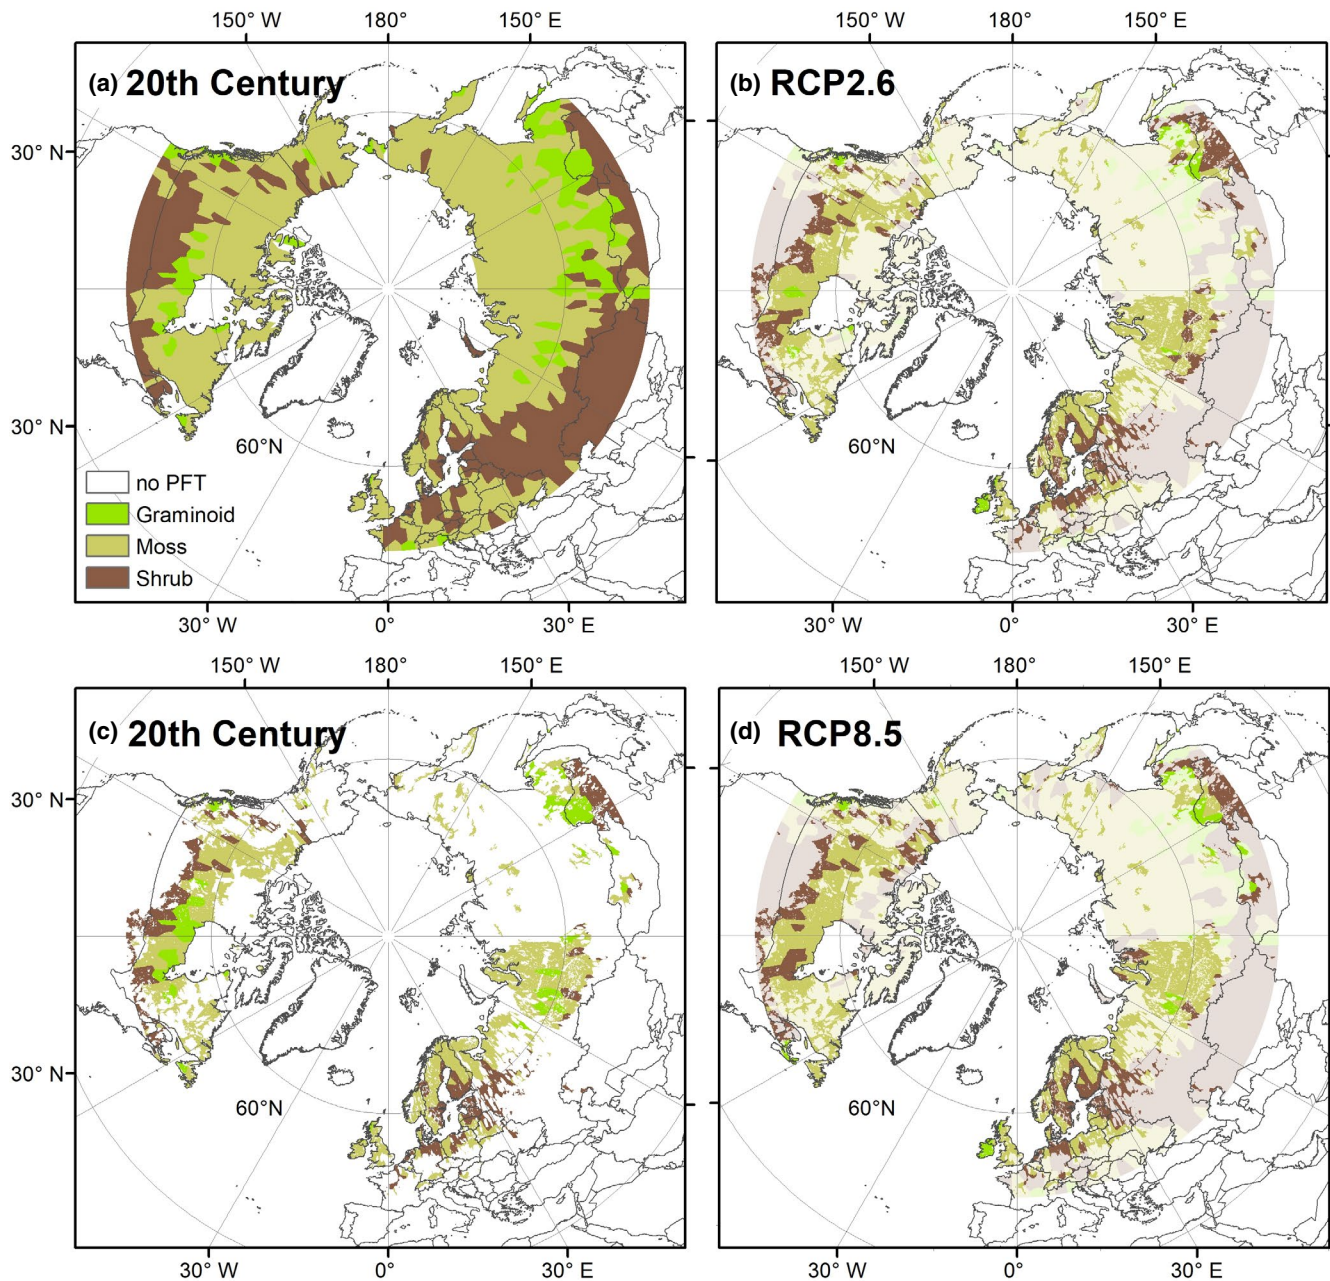 150° W 180° 150° E
150° W 180° 150° E
(a) 20th Century
(b) RCP2.6
30° N
30° N
60°N
60°N
no PFT
Graminoid
Moss
Shrub
30° W 0° 30° E
30° W 0° 30° E
150° W 180° 150° E
150° W 180° 150° E
(c) 20th Century
(d) RCP8.5
30° N
30° N
60°N
60°N
30° W 0° 30° E
30° W 0° 30° E